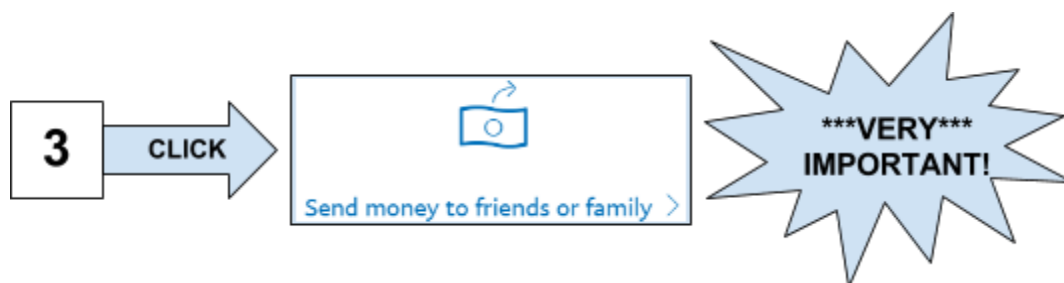 3
CLICK
Send money to friends or family >
***VERY***
IMPORTANT!